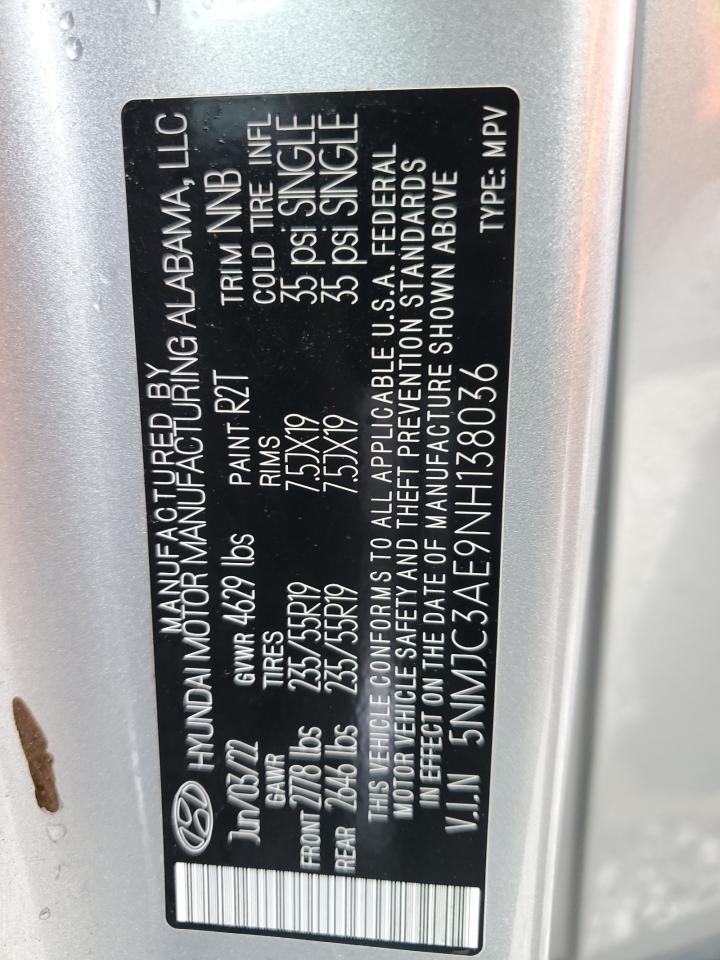 MANUFACTURED BY
HYUNDAI MOTOR MANUFACTURING ALABAMA, LLC
Jun/03/22 GVWR 4629 lbs PAINT R2T TRIM NNB
GAWR TIRES RIMS COLD TIRE INFL
FRONT 2778 lbs 235/55R19 7.5JX19 35 psi SINGLE
REAR 2646 lbs 235/55R19 7.5JX19 35 psi SINGLE
THIS VEHICLE CONFORMS TO ALL APPLICABLE U.S.A. FEDERAL
MOTOR VEHICLE SAFETY AND THEFT PREVENTION STANDARDS
IN EFFECT ON THE DATE OF MANUFACTURE SHOWN ABOVE
V.I.N 5NMJC3AE9NH138036 TYPE: MPV